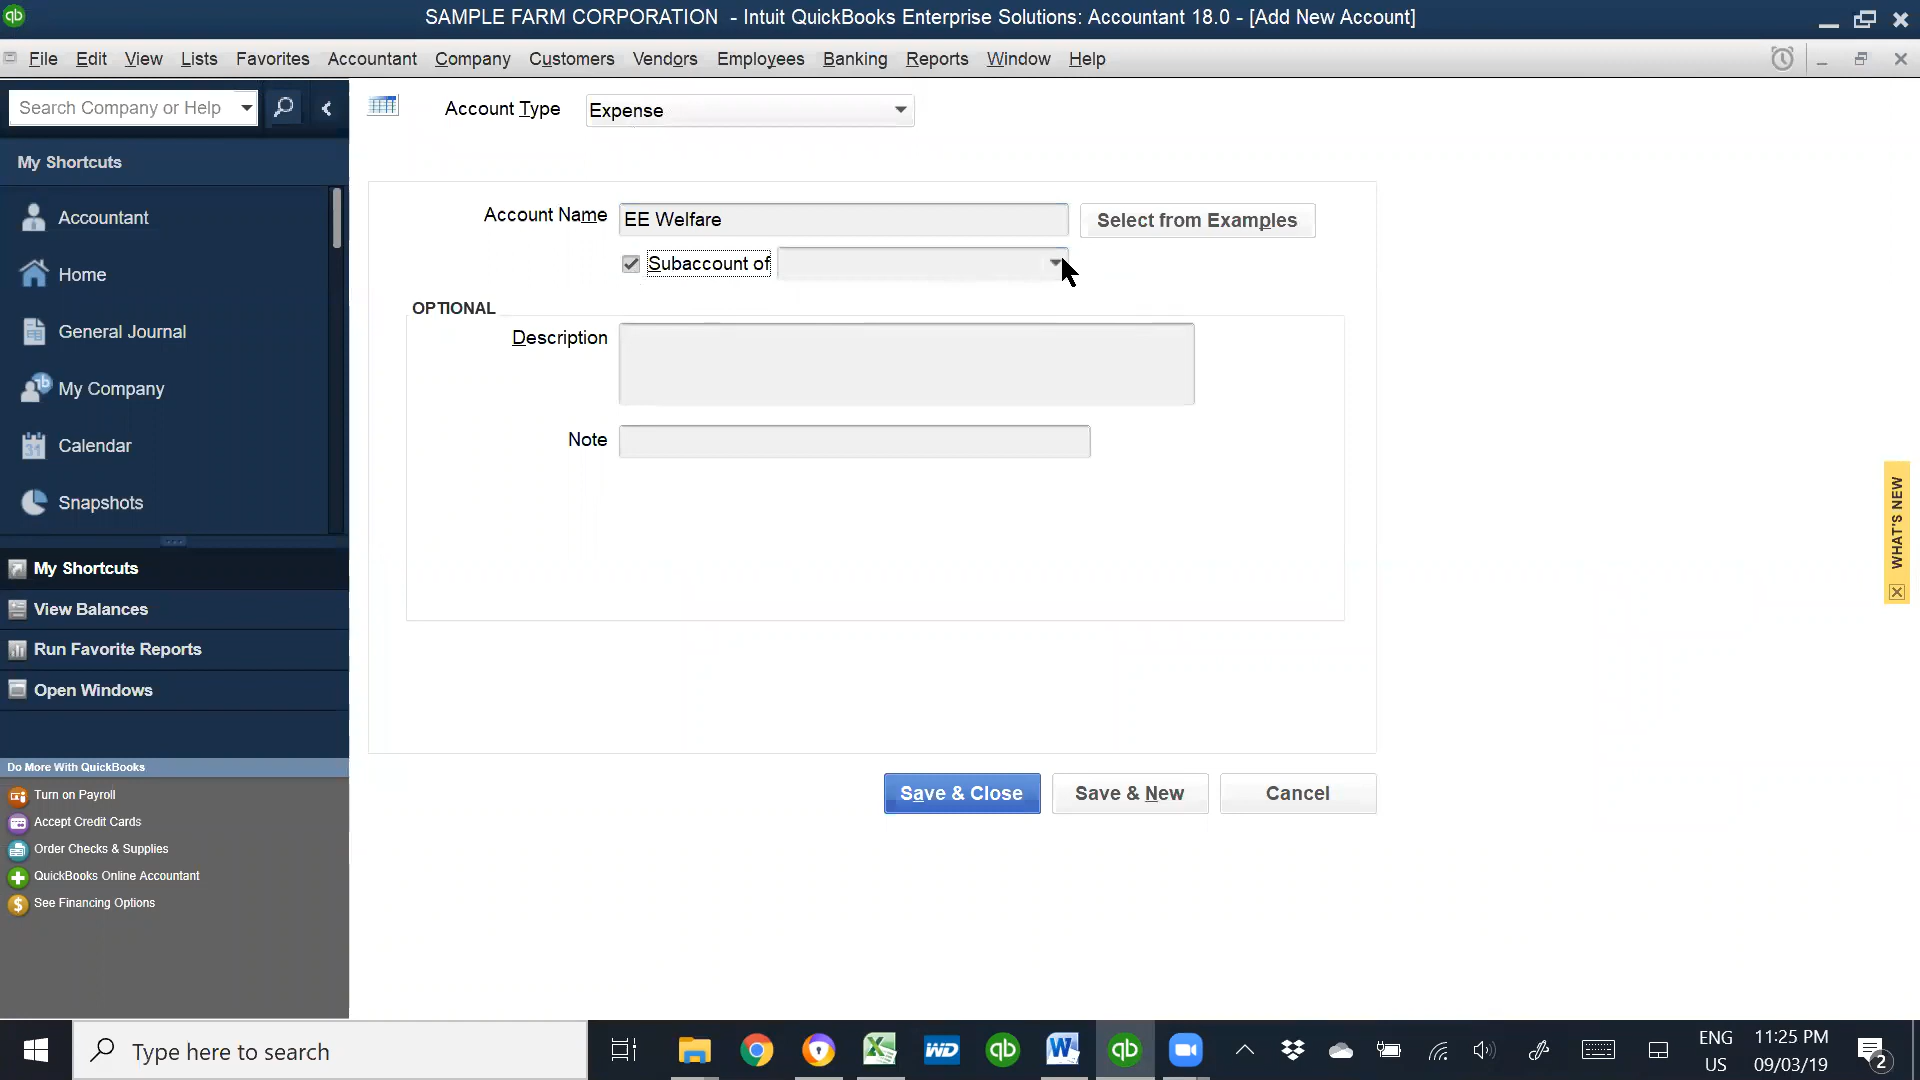 SAMPLE FARM CORPORATION - Intuit QuickBooks Enterprise Solutions: Accountant 18.0 - [Add New Account]
File Edit View Lists Favorites Accountant Company Customers Vendors Employees Banking Reports Window Help
Search Company or Help
Account Type Expense
My Shortcuts
Accountant
Home
General Journal
My Company
Calendar
31
Snapshots
Account Name EE Welfare Select from Examples
Subaccount of
OPTIONAL
Description
Note
WHAT'S NEW
My Shortcuts
View Balances
Run Favorite Reports
Open Windows
Save & Close Save & New Cancel
Do More With QuickBooks
Turn on Payroll
Accept Credit Cards
Order Checks & Supplies
QuickBooks Online Accountant
See Financing Options
Type here to search
WD
qb
W
qb
ENG
US
11:25 PM
09/03/19
2